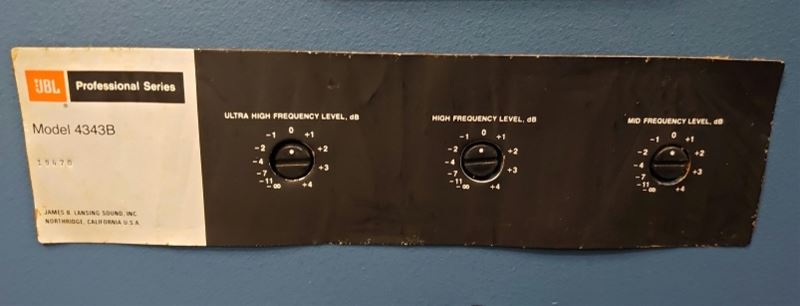 JBL Professional Series
Model 4343B
19470
JAMES B. LANSING SOUND, INC.
NORTHRIDGE, CALIFORNIA U.S.A.
ULTRA HIGH FREQUENCY LEVEL, dB
-1 0 +1
-2 +2
-4 +3
-7
-11
-∞ +4
HIGH FREQUENCY LEVEL, dB
-1 0 +1
-2 +2
-4 +3
-7
-11
-∞ +4
MID FREQUENCY LEVEL, dB
-1 0 +1
-2 +2
-4 +3
-7
-11
-∞ +4